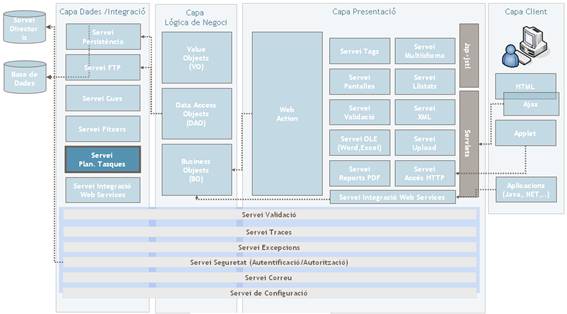 Capa Dades /Integració
Capa
Lògica de Negoci
Capa Presentació
Capa Client
Servei
Directori
s
Base de
Dades
Servei
Persistència
Servei FTP
Servei Cues
Servei Fitxers
Servei
Plan. Tasques
Servei Integració
Web Services
Value
Objects
(VO)
Data Access
Objects
(DAO)
Business
Objects
(BO)
Web
Action
Servei Tags
Servei
Pantalles
Servei
Validació
Servei OLE
(Word,Excel)
Servei
Reports PDF
Servei
Multiidioma
Servei
Llistats
Servei
XML
Servei
Upload
Servei
Accés HTTP
Servei Integració Web Services
Jsp - jstl
Servlets
HTML
Ajax
Applet
Aplicacions
(Java, .NET,..)
Servei Validació
Servei Traces
Servei Excepcions
Servei Seguretat (Autentificació/Autorització)
Servei Correu
Servei de Configuració